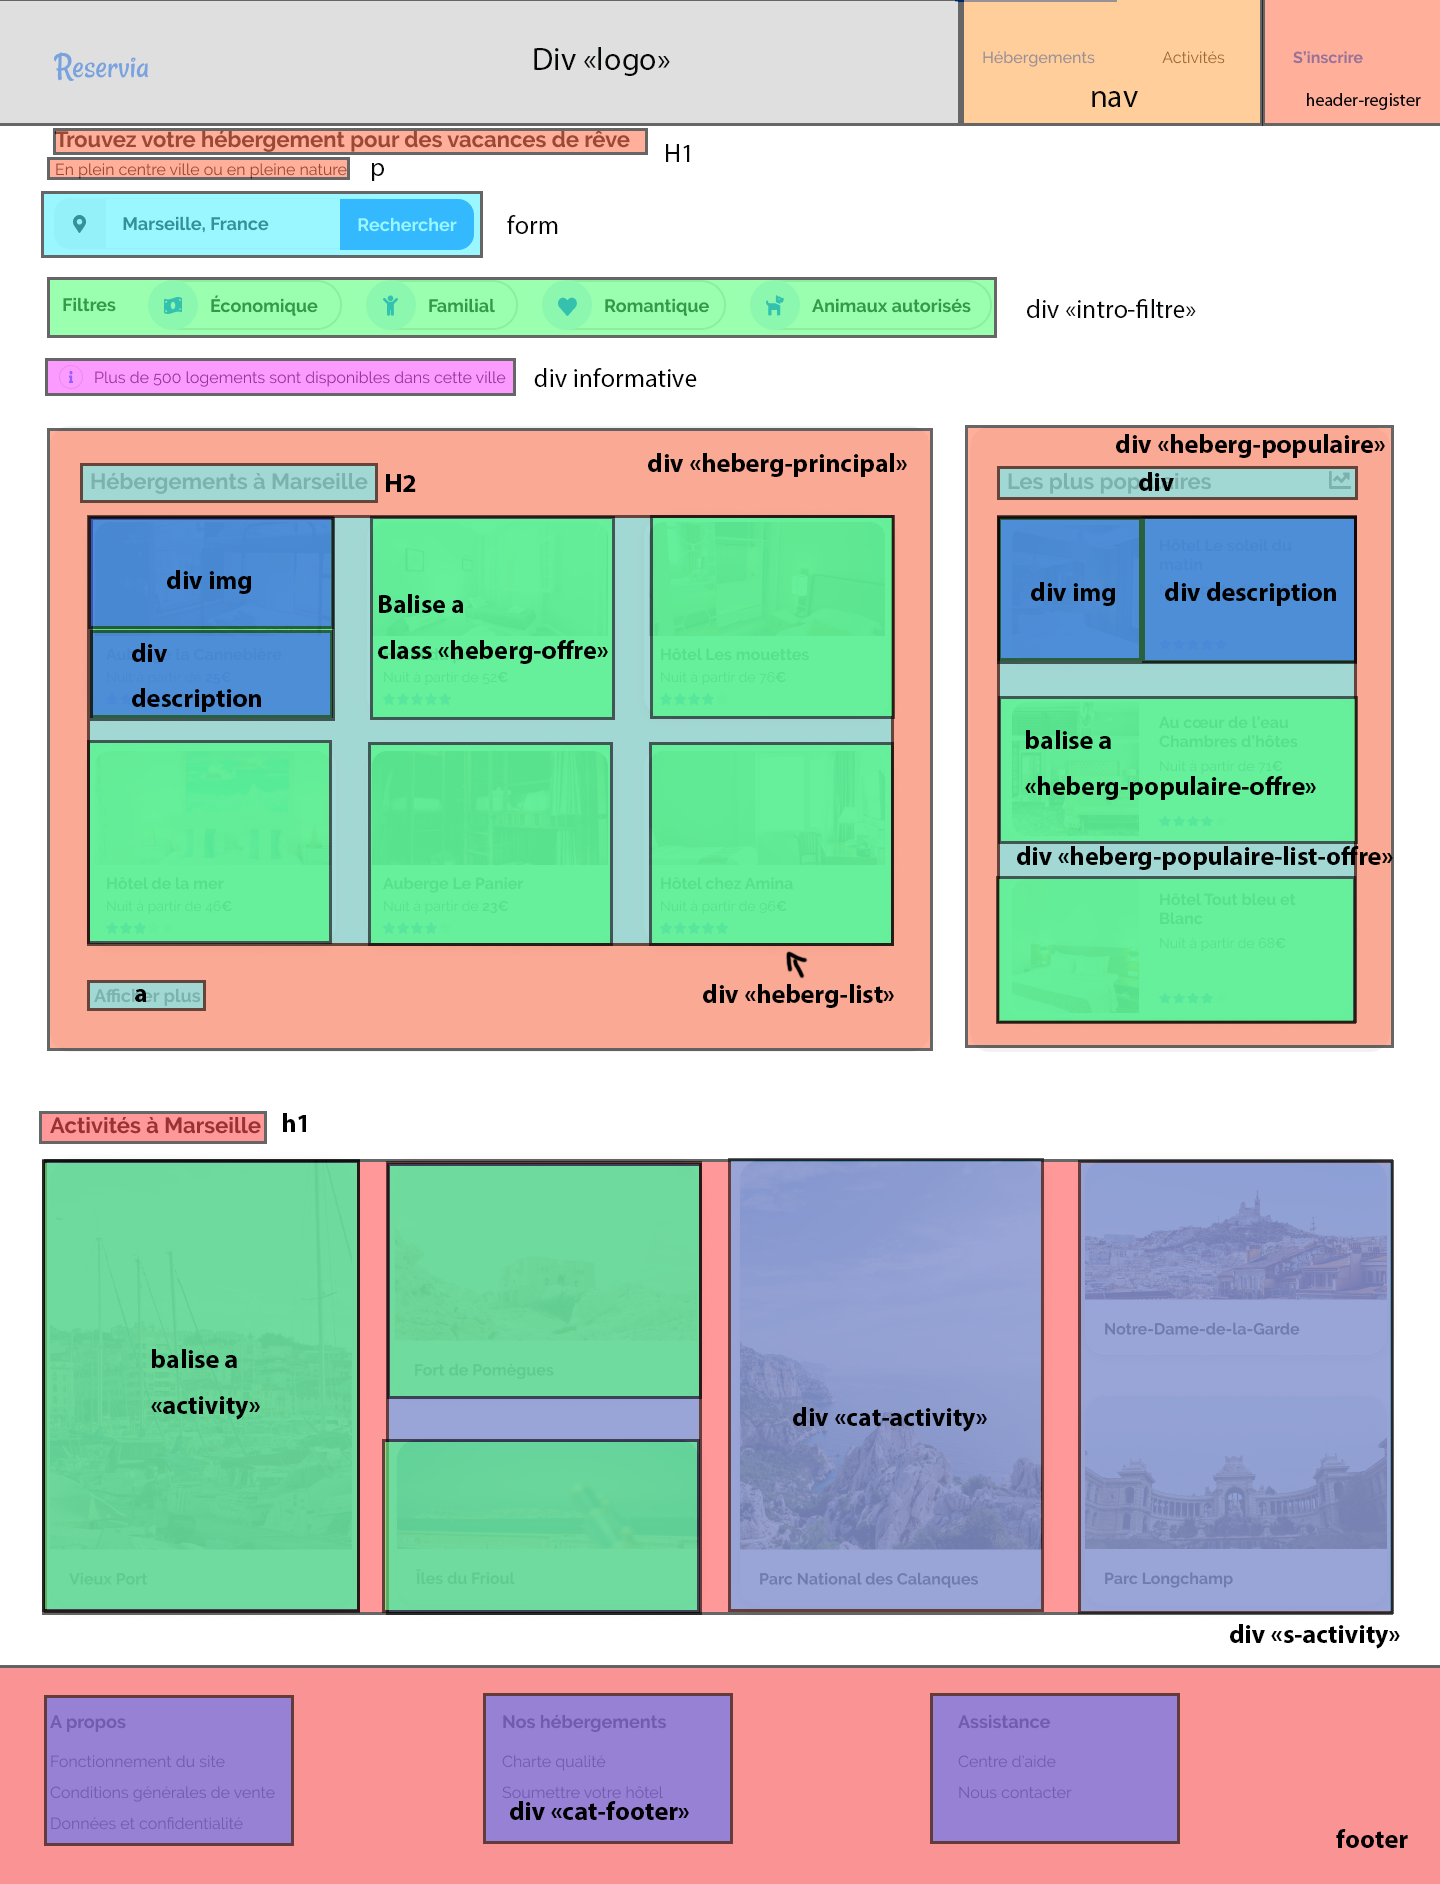 Reservia
Div «logo»
Hébergements
Activités
nav
S'inscrire
header-register
Trouvez votre hébergement pour des vacances de rêve
H1
En plein centre ville ou en pleine nature
p
Marseille, France
Rechercher
form
Filtres
Économique
Familial
Romantique
Animaux autorisés
div «intro-filtre»
Plus de 500 logements sont disponibles dans cette ville
div informative
div «heberg-principal»
Hébergements à Marseille
H2
div img
div
la Cannebière
Nuit à partir de 25€
description
Balise a
class «heberg-offre»
Nuit à partir de 52€
Hôtel Les mouettes
Nuit à partir de 76€
Hôtel de la mer
Nuit à partir de 46€
Auberge Le Panier
Nuit à partir de 23€
Hôtel chez Amina
Nuit à partir de 96€
Afficher plus
a
div «heberg-list»
div «heberg-populaire»
Les plus populaires
div
div img
Hôtel Le soleil du
matin
div description
Au cœur de l'eau
Chambres d'hôtes
Nuit à partir de 71€
balise a
«heberg-populaire-offre»
div «heberg-populaire-list-offre»
Hôtel Tout bleu et
Blanc
Nuit à partir de 68€
Activités à Marseille
h1
balise a
«activity»
Vieux Port
Fort de Pomègues
Îles du Frioul
div «cat-activity»
Parc National des Calanques
Notre-Dame-de-la-Garde
Parc Longchamp
div «s-activity»
A propos
Fonctionnement du site
Conditions générales de vente
Données et confidentialité
Nos hébergements
Charte qualité
Soumettre votre hôtel
div «cat-footer»
Assistance
Centre d'aide
Nous contacter
footer